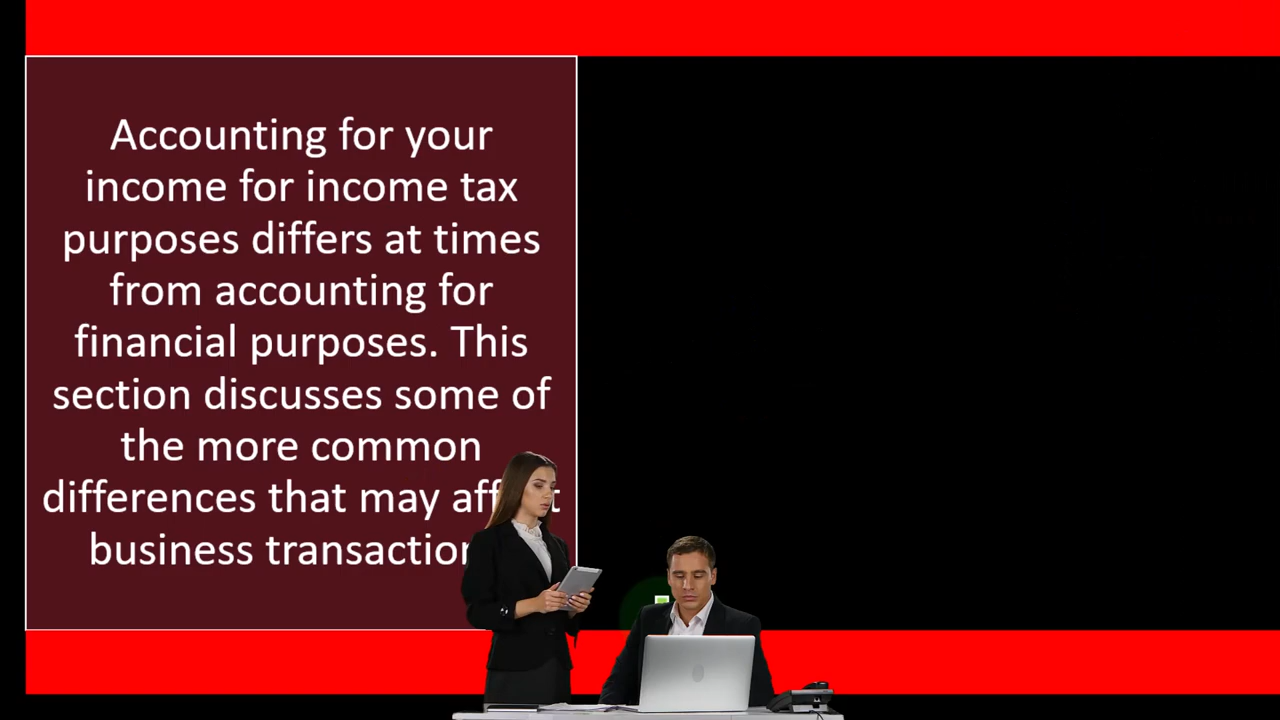 Accounting for your
income for income tax
purposes differs at times
from accounting for
financial purposes. This
section discusses some of
the more common
differences that may
business